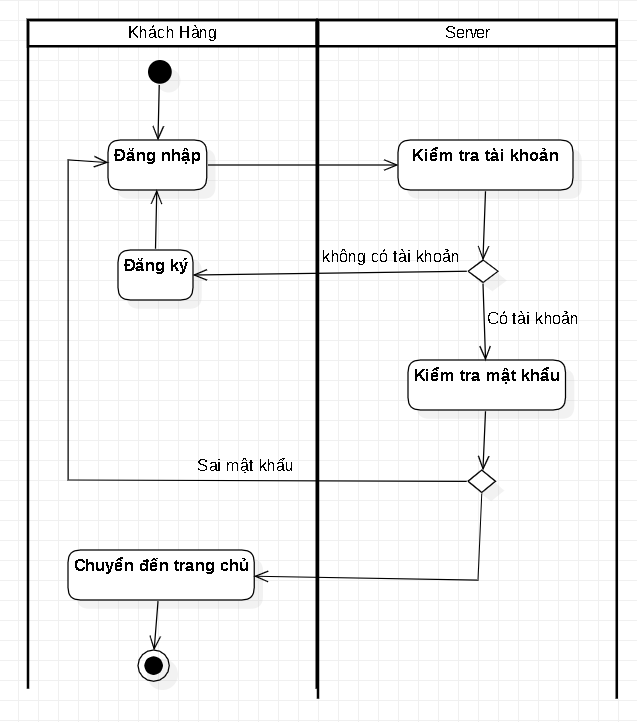 Khách Hàng
Server
Đăng nhập
Kiểm tra tài khoản
không có tài khoản
Đăng ký
Có tài khoản
Kiểm tra mật khẩu
Sai mật khẩu
Chuyển đến trang chủ